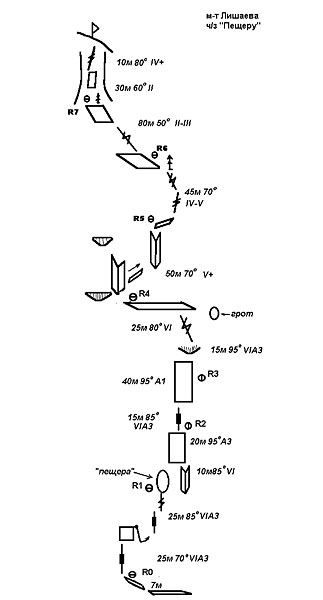 м-т Лишаева
ч/з "Пещеру"
10м 80° IV+
30м 60° II
R7
80м 50° II-III
R6
45м 70°
IV-V
R5
50м 70° V+
R4
грот
25м 80° VI
15м 95° VIA3
R3
40м 95° A1
15м 85°
VIA3
R2
20м 95° A3
"пещера"
10м85° VI
R1
25м 85° VIA3
25м 70° VIA3
R0
7м